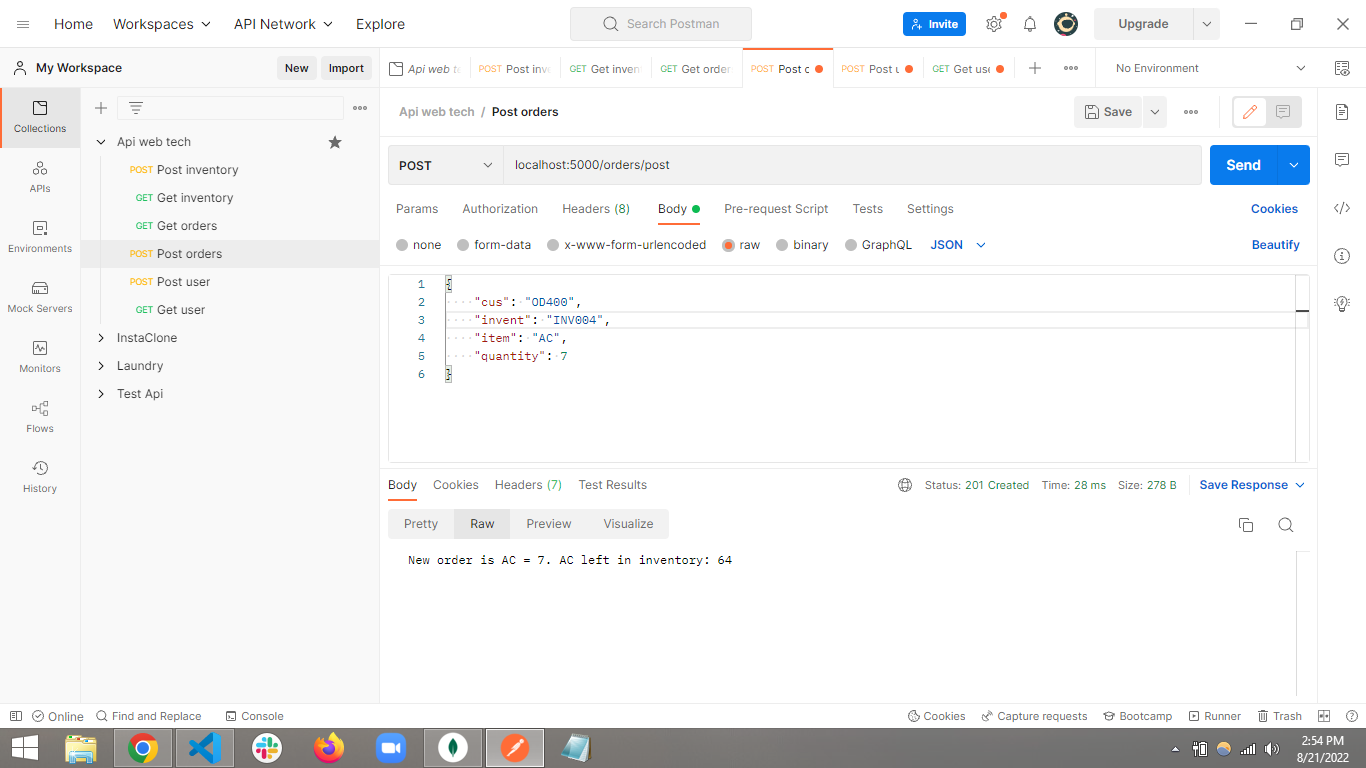 Home Workspaces API Network Explore Search Postman Invite Upgrade
My Workspace New Import
Api web te POST Post inv GET Get inven GET Get order POST Post o POST Post u GET Get use No Environment
Collections
APIs
Environments
Mock Servers
Monitors
Flows
History
Api web tech
POST Post inventory
GET Get inventory
GET Get orders
POST Post orders
POST Post user
GET Get user
InstaClone
Laundry
Test Api
Api web tech / Post orders Save
POST localhost:5000/orders/post Send
Params Authorization Headers (8) Body Pre-request Script Tests Settings Cookies
none form-data x-www-form-urlencoded raw binary GraphQL JSON Beautify
1 {
2 "cus": "OD400",
3 "invent": "INV004",
4 "item": "AC",
5 "quantity": 7
6 }
Body Cookies Headers (7) Test Results Status: 201 Created Time: 28 ms Size: 278 B Save Response
Pretty Raw Preview Visualize
New order is AC = 7. AC left in inventory: 64
Online Find and Replace Console Cookies Capture requests Bootcamp Runner Trash
2:54 PM
8/21/2022